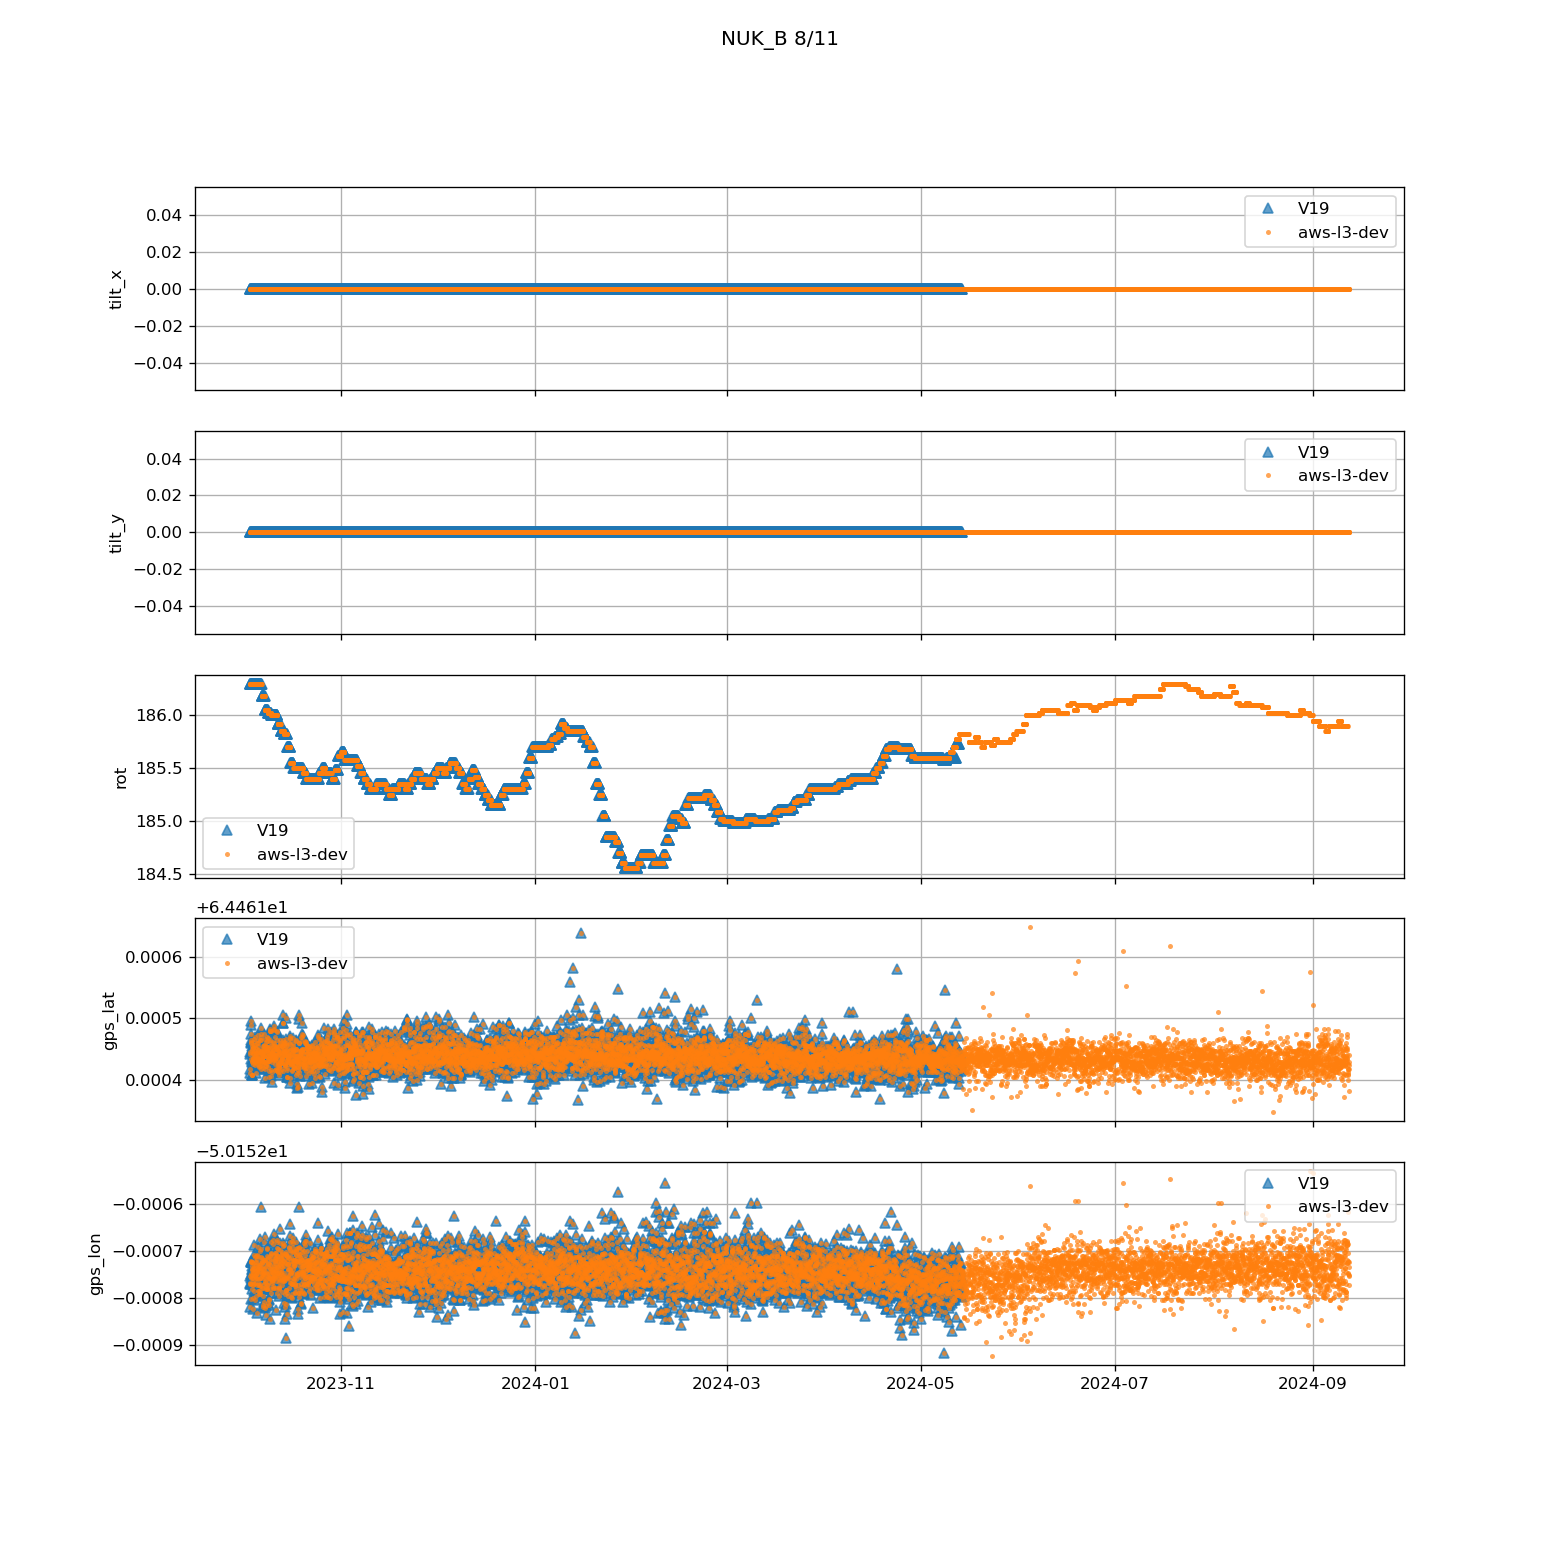 NUK_B 8/11
0.04
0.02
0.00
−0.02
−0.04
tilt_x
V19
aws-l3-dev
0.04
0.02
0.00
−0.02
−0.04
tilt_y
V19
aws-l3-dev
186.0
185.5
185.0
184.5
rot
V19
aws-l3-dev
+6.4461e1
0.0006
0.0005
0.0004
gps_lat
V19
aws-l3-dev
−5.0152e1
−0.0006
−0.0007
−0.0008
−0.0009
gps_lon
V19
aws-l3-dev
2023-11
2024-01
2024-03
2024-05
2024-07
2024-09